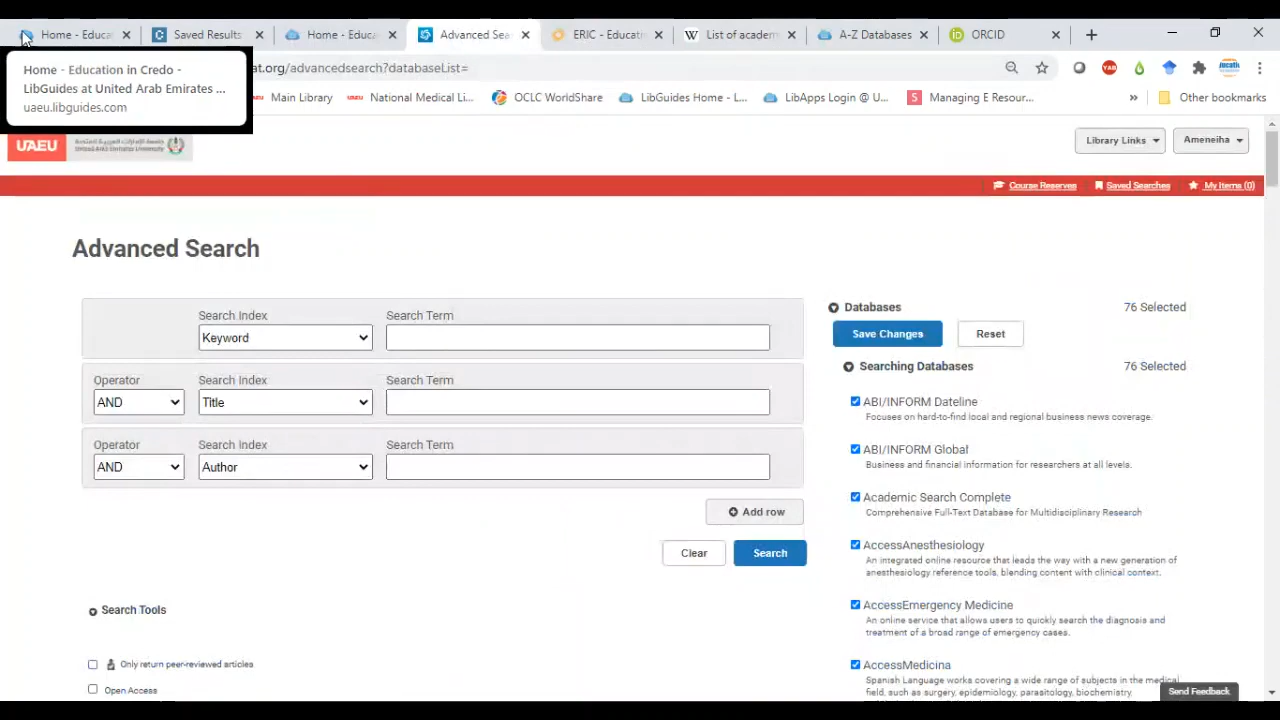 Home - Educa
Saved Results
Home - Educa
Advanced Sea
ERIC - Educat
List of academ
A-Z Databases
ORCID
Home - Education in Credo -
LibGuides at United Arab Emirates ...
uaeu.libguides.com
at.org/advancedsearch?databaseList=
Main Library
National Medical Li...
OCLC WorldShare
LibGuides Home - L...
LibApps Login @ U...
Managing E Resour...
Other bookmarks
UAEU
جامعة الإمارات العربية المتحدة
United Arab Emirates University
Library Links
Ameneiha
Course Reserves
Saved Searches
My Items (0)
Advanced Search
Search Index
Search Term
Keyword
Operator
Search Index
Search Term
AND
Title
Operator
Search Index
Search Term
AND
Author
Add row
Clear
Search
Search Tools
Only return peer-reviewed articles
Open Access
Databases
76 Selected
Save Changes
Reset
Searching Databases
76 Selected
ABI/INFORM Dateline
Focuses on hard-to-find local and regional business news coverage.
ABI/INFORM Global
Business and financial information for researchers at all levels.
Academic Search Complete
Comprehensive Full-Text Database for Multidisciplinary Research
AccessAnesthesiology
An integrated online resource that leads the way with a new generation of
anesthesiology reference tools, blending content with clinical context.
AccessEmergency Medicine
An online service that allows users to quickly search the diagnosis and
treatment of a broad range of emergency cases.
AccessMedicina
Spanish Language works covering a wide range of subjects in the medical
field, such as surgery, epidemiology, parasitology, biochemistry.
Send Feedback